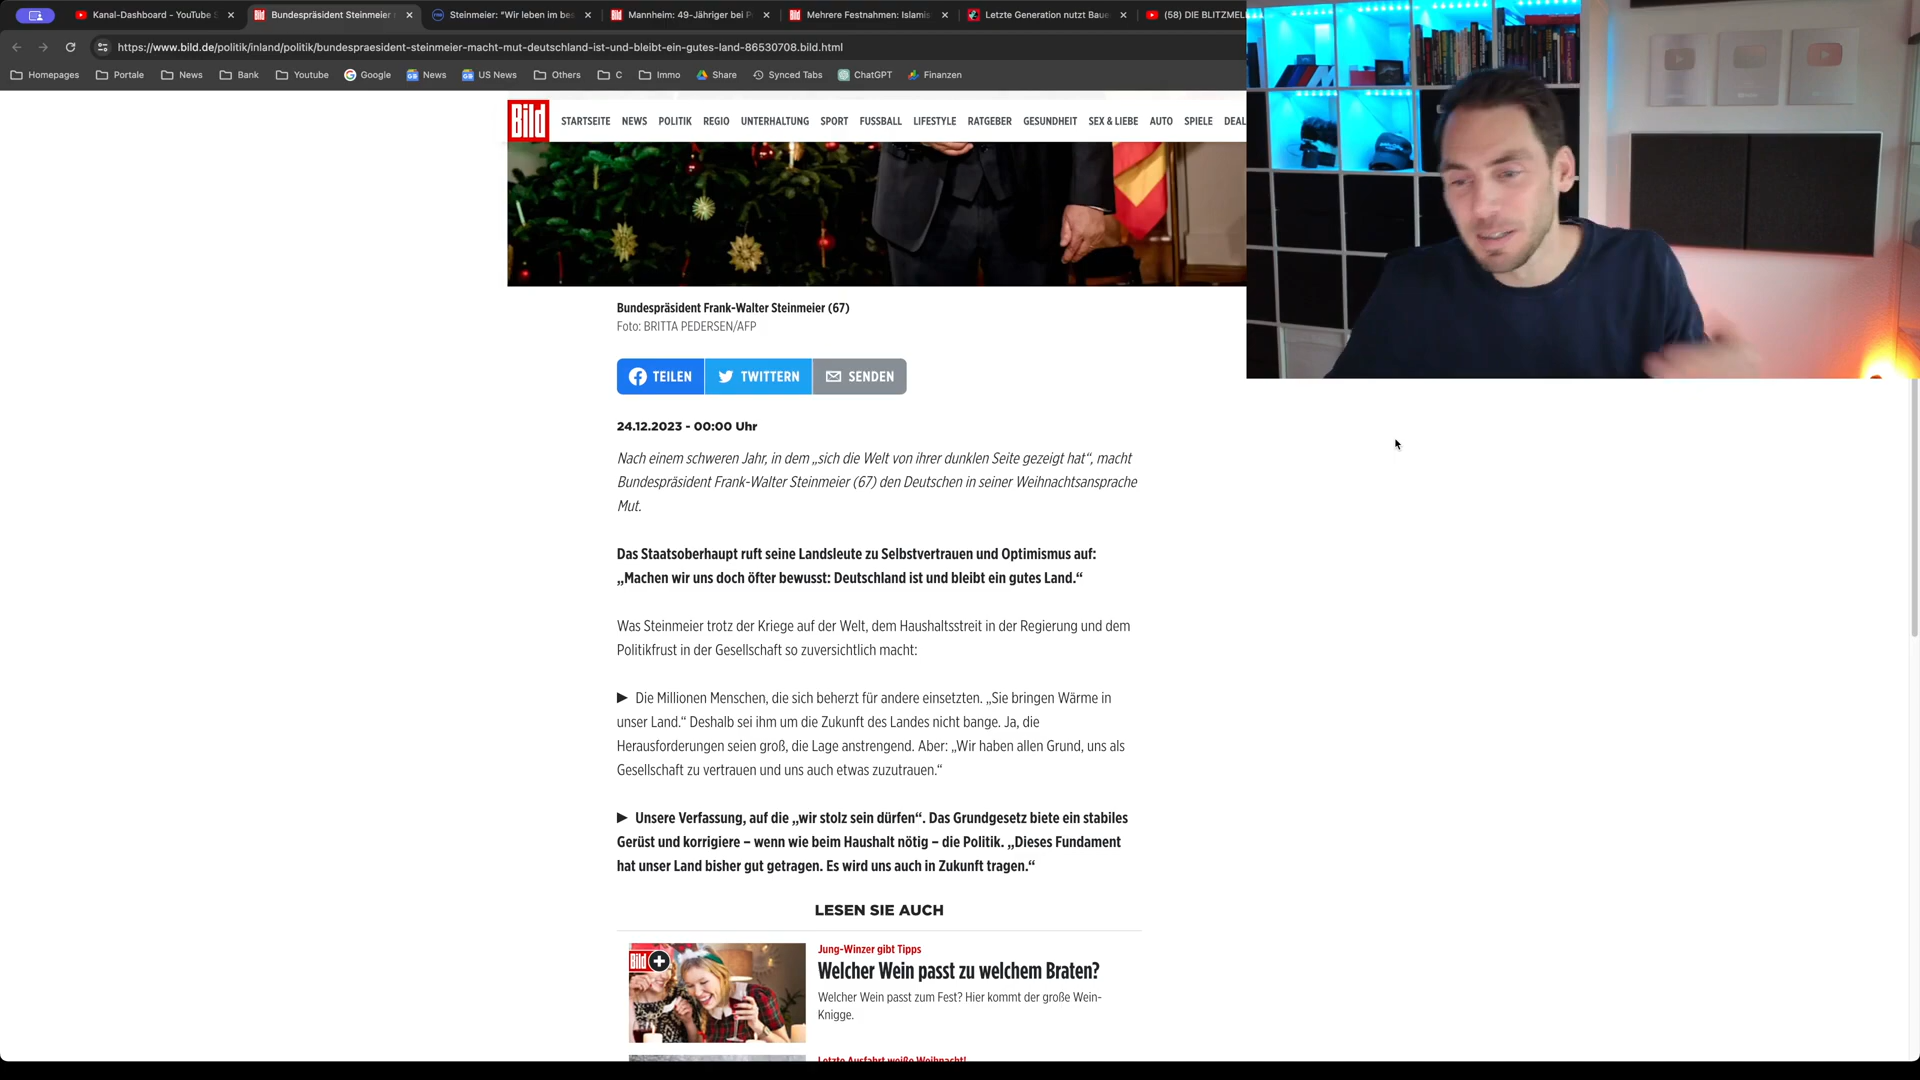 Kanal-Dashboard - YouTube S
Bundespräsident Steinmeier
Steinmeier: "Wir leben im bes
Mannheim: 49-Jähriger bei P
Mehrere Festnahmen: Islamis
Letzte Generation nutzt Baue
(58) DIE BLITZMEL
https://www.bild.de/politik/inland/politik/bundespraesident-steinmeier-macht-mut-deutschland-ist-und-bleibt-ein-gutes-land-86530708.bild.html
Homepages
Portale
News
Bank
Youtube
Google
News
US News
Others
C
Immo
Share
Synced Tabs
ChatGPT
Finanzen
Bild
STARTSEITE NEWS POLITIK REGIO UNTERHALTUNG SPORT FUSSBALL LIFESTYLE RATGEBER GESUNDHEIT SEX & LIEBE AUTO SPIELE DEAL
Bundespräsident Frank-Walter Steinmeier (67)
Foto: BRITTA PEDERSEN/AFP
TEILEN
TWITTERN
SENDEN
24.12.2023 - 00:00 Uhr
Nach einem schweren Jahr, in dem „sich die Welt von ihrer dunklen Seite gezeigt hat“, macht
Bundespräsident Frank-Walter Steinmeier (67) den Deutschen in seiner Weihnachtsansprache
Mut.
Das Staatsoberhaupt ruft seine Landsleute zu Selbstvertrauen und Optimismus auf:
„Machen wir uns doch öfter bewusst: Deutschland ist und bleibt ein gutes Land.“
Was Steinmeier trotz der Kriege auf der Welt, dem Haushaltsstreit in der Regierung und dem
Politikfrust in der Gesellschaft so zuversichtlich macht:
▶ Die Millionen Menschen, die sich beherzt für andere einsetzten. „Sie bringen Wärme in
unser Land.“ Deshalb sei ihm um die Zukunft des Landes nicht bange. Ja, die
Herausforderungen seien groß, die Lage anstrengend. Aber: „Wir haben allen Grund, uns als
Gesellschaft zu vertrauen und uns auch etwas zuzutrauen.“
▶ Unsere Verfassung, auf die „wir stolz sein dürfen“. Das Grundgesetz biete ein stabiles
Gerüst und korrigiere – wenn wie beim Haushalt nötig – die Politik. „Dieses Fundament
hat unser Land bisher gut getragen. Es wird uns auch in Zukunft tragen.“
LESEN SIE AUCH
Bild
Jung-Winzer gibt Tipps
Welcher Wein passt zu welchem Braten?
Welcher Wein passt zum Fest? Hier kommt der große Wein-
Knigge.
Letzte Ausfahrt weiße Weihnacht!